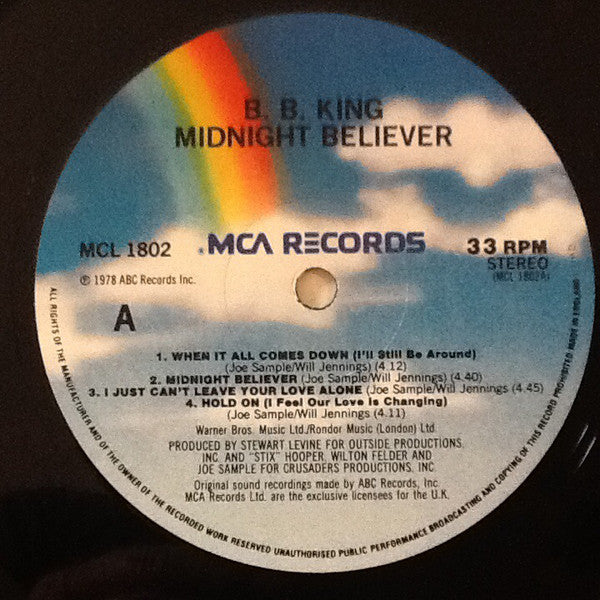 B. B. KING
MIDNIGHT BELIEVER
MCL 1802
MCA RECORDS
33 RPM
STEREO
(MCL 1802A)
℗ 1978 ABC Records Inc.
A
1. WHEN IT ALL COMES DOWN (I'll Still Be Around)
(Joe Sample/Will Jennings) (4.12)
2. MIDNIGHT BELIEVER (Joe Sample/Will Jennings) (4.40)
3. I JUST CAN'T LEAVE YOUR LOVE ALONE (Joe Sample/Will Jennings) (4.45)
4. HOLD ON (I Feel Our Love Is Changing)
(Joe Sample/Will Jennings) (4.11)
Warner Bros. Music Ltd./Rondor Music (London) Ltd.
PRODUCED BY STEWART LEVINE FOR OUTSIDE PRODUCTIONS,
INC. AND "STIX" HOOPER, WILTON FELDER AND
JOE SAMPLE FOR CRUSADERS PRODUCTIONS, INC.
Original sound recordings made by ABC Records, Inc.
MCA Records Ltd. are the exclusive licensees for the U.K.
ALL RIGHTS OF THE MANUFACTURER AND OF THE OWNER OF THE RECORDED WORK RESERVED UNAUTHORISED PUBLIC PERFORMANCE BROADCASTING AND COPYING OF THIS RECORD PROHIBITED MADE IN ENGLAND